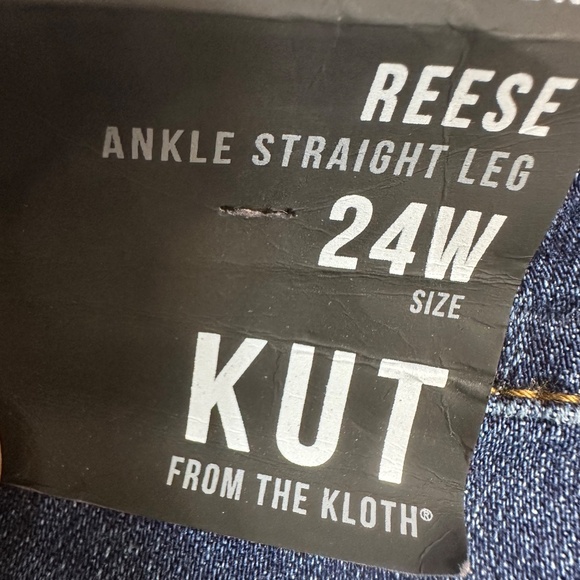 REESE
ANKLE STRAIGHT LEG
24W
SIZE
KUT
FROM THE KLOTH®